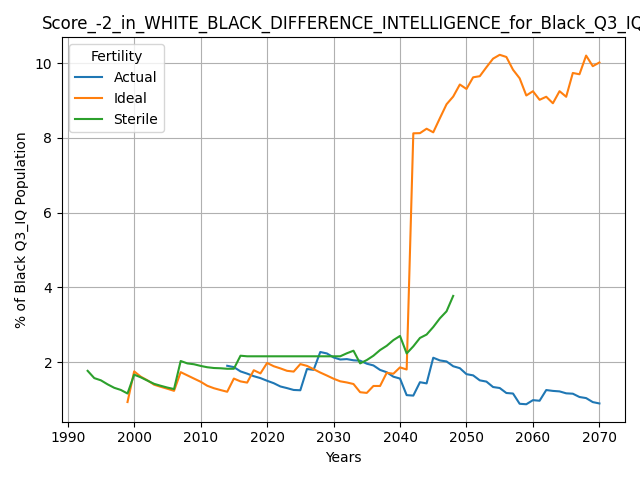 Score_-2_in_WHITE_BLACK_DIFFERENCE_INTELLIGENCE_for_Black_Q3_IQ
Fertility
Actual
Ideal
Sterile
10
8
6
4
2
% of Black Q3_IQ Population
1990 2000 2010 2020 2030 2040 2050 2060 2070
Years